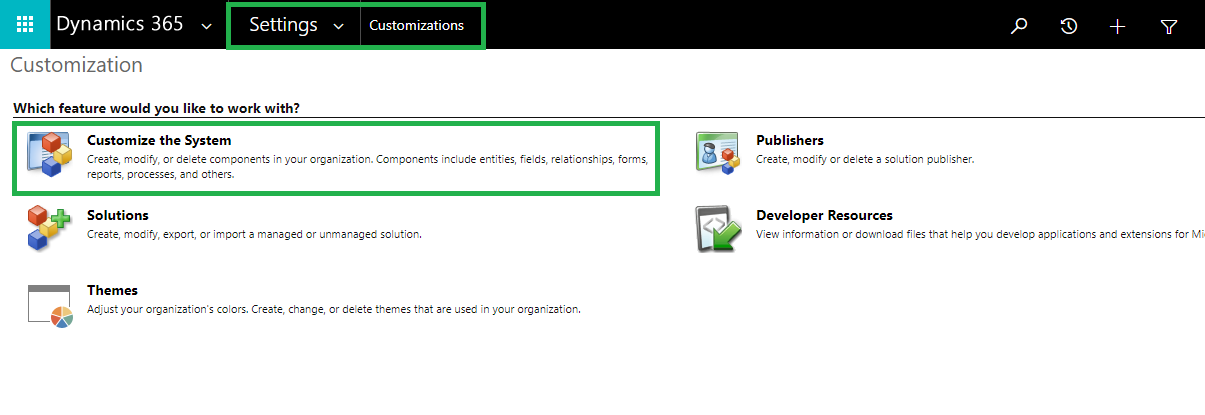 Dynamics 365 Settings Customizations
Customization
Which feature would you like to work with?
Customize the System
Create, modify, or delete components in your organization. Components include entities, fields, relationships, forms,
reports, processes, and others.
Publishers
Create, modify or delete a solution publisher.
Solutions
Create, modify, export, or import a managed or unmanaged solution.
Developer Resources
View information or download files that help you develop applications and extensions for
Themes
Adjust your organization's colors. Create, change, or delete themes that are used in your organization.